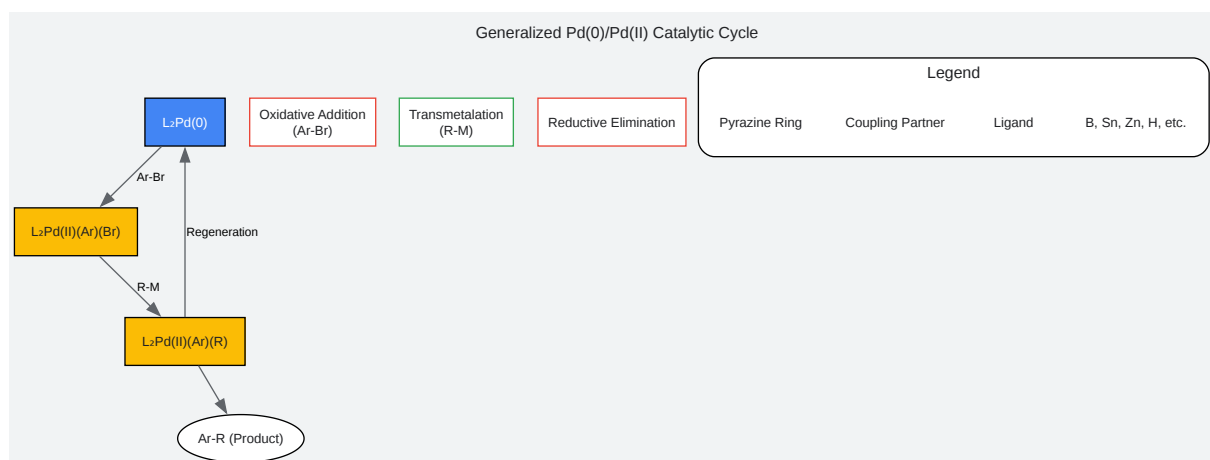 Generalized Pd(0)/Pd(II) Catalytic Cycle
Legend
L₂Pd(0)
Oxidative Addition
(Ar-Br)
Transmetalation
(R-M)
Reductive Elimination
Pyrazine Ring
Coupling Partner
Ligand
B, Sn, Zn, H, etc.
Ar-Br
L₂Pd(II)(Ar)(Br)
Regeneration
R-M
L₂Pd(II)(Ar)(R)
Ar-R (Product)